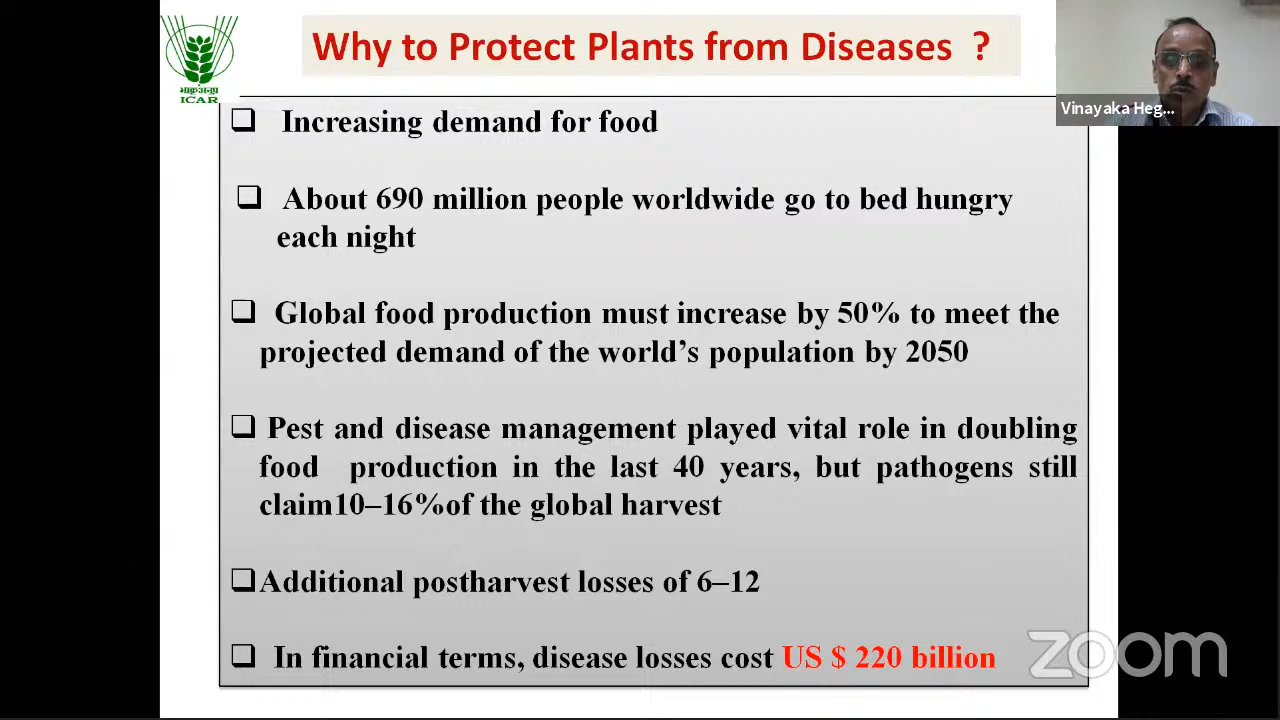 Why to Protect Plants from Diseases ?
ICAR
Vinayaka Heg...
Increasing demand for food
About 690 million people worldwide go to bed hungry
each night
Global food production must increase by 50% to meet the
projected demand of the world’s population by 2050
Pest and disease management played vital role in doubling
food production in the last 40 years, but pathogens still
claim10–16%of the global harvest
Additional postharvest losses of 6–12
In financial terms, disease losses cost US $ 220 billion
zoom